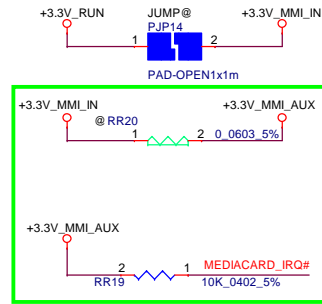 +3.3V_RUN JUMP@ +3.3V_MMI_IN
PJP14
1 2
PAD-OPEN1x1m
+3.3V_MMI_IN +3.3V_MMI_AUX
@ RR20
1 2 0_0603_5%
+3.3V_MMI_AUX
2 1 MEDIACARD_IRQ#
RR19 10K_0402_5%